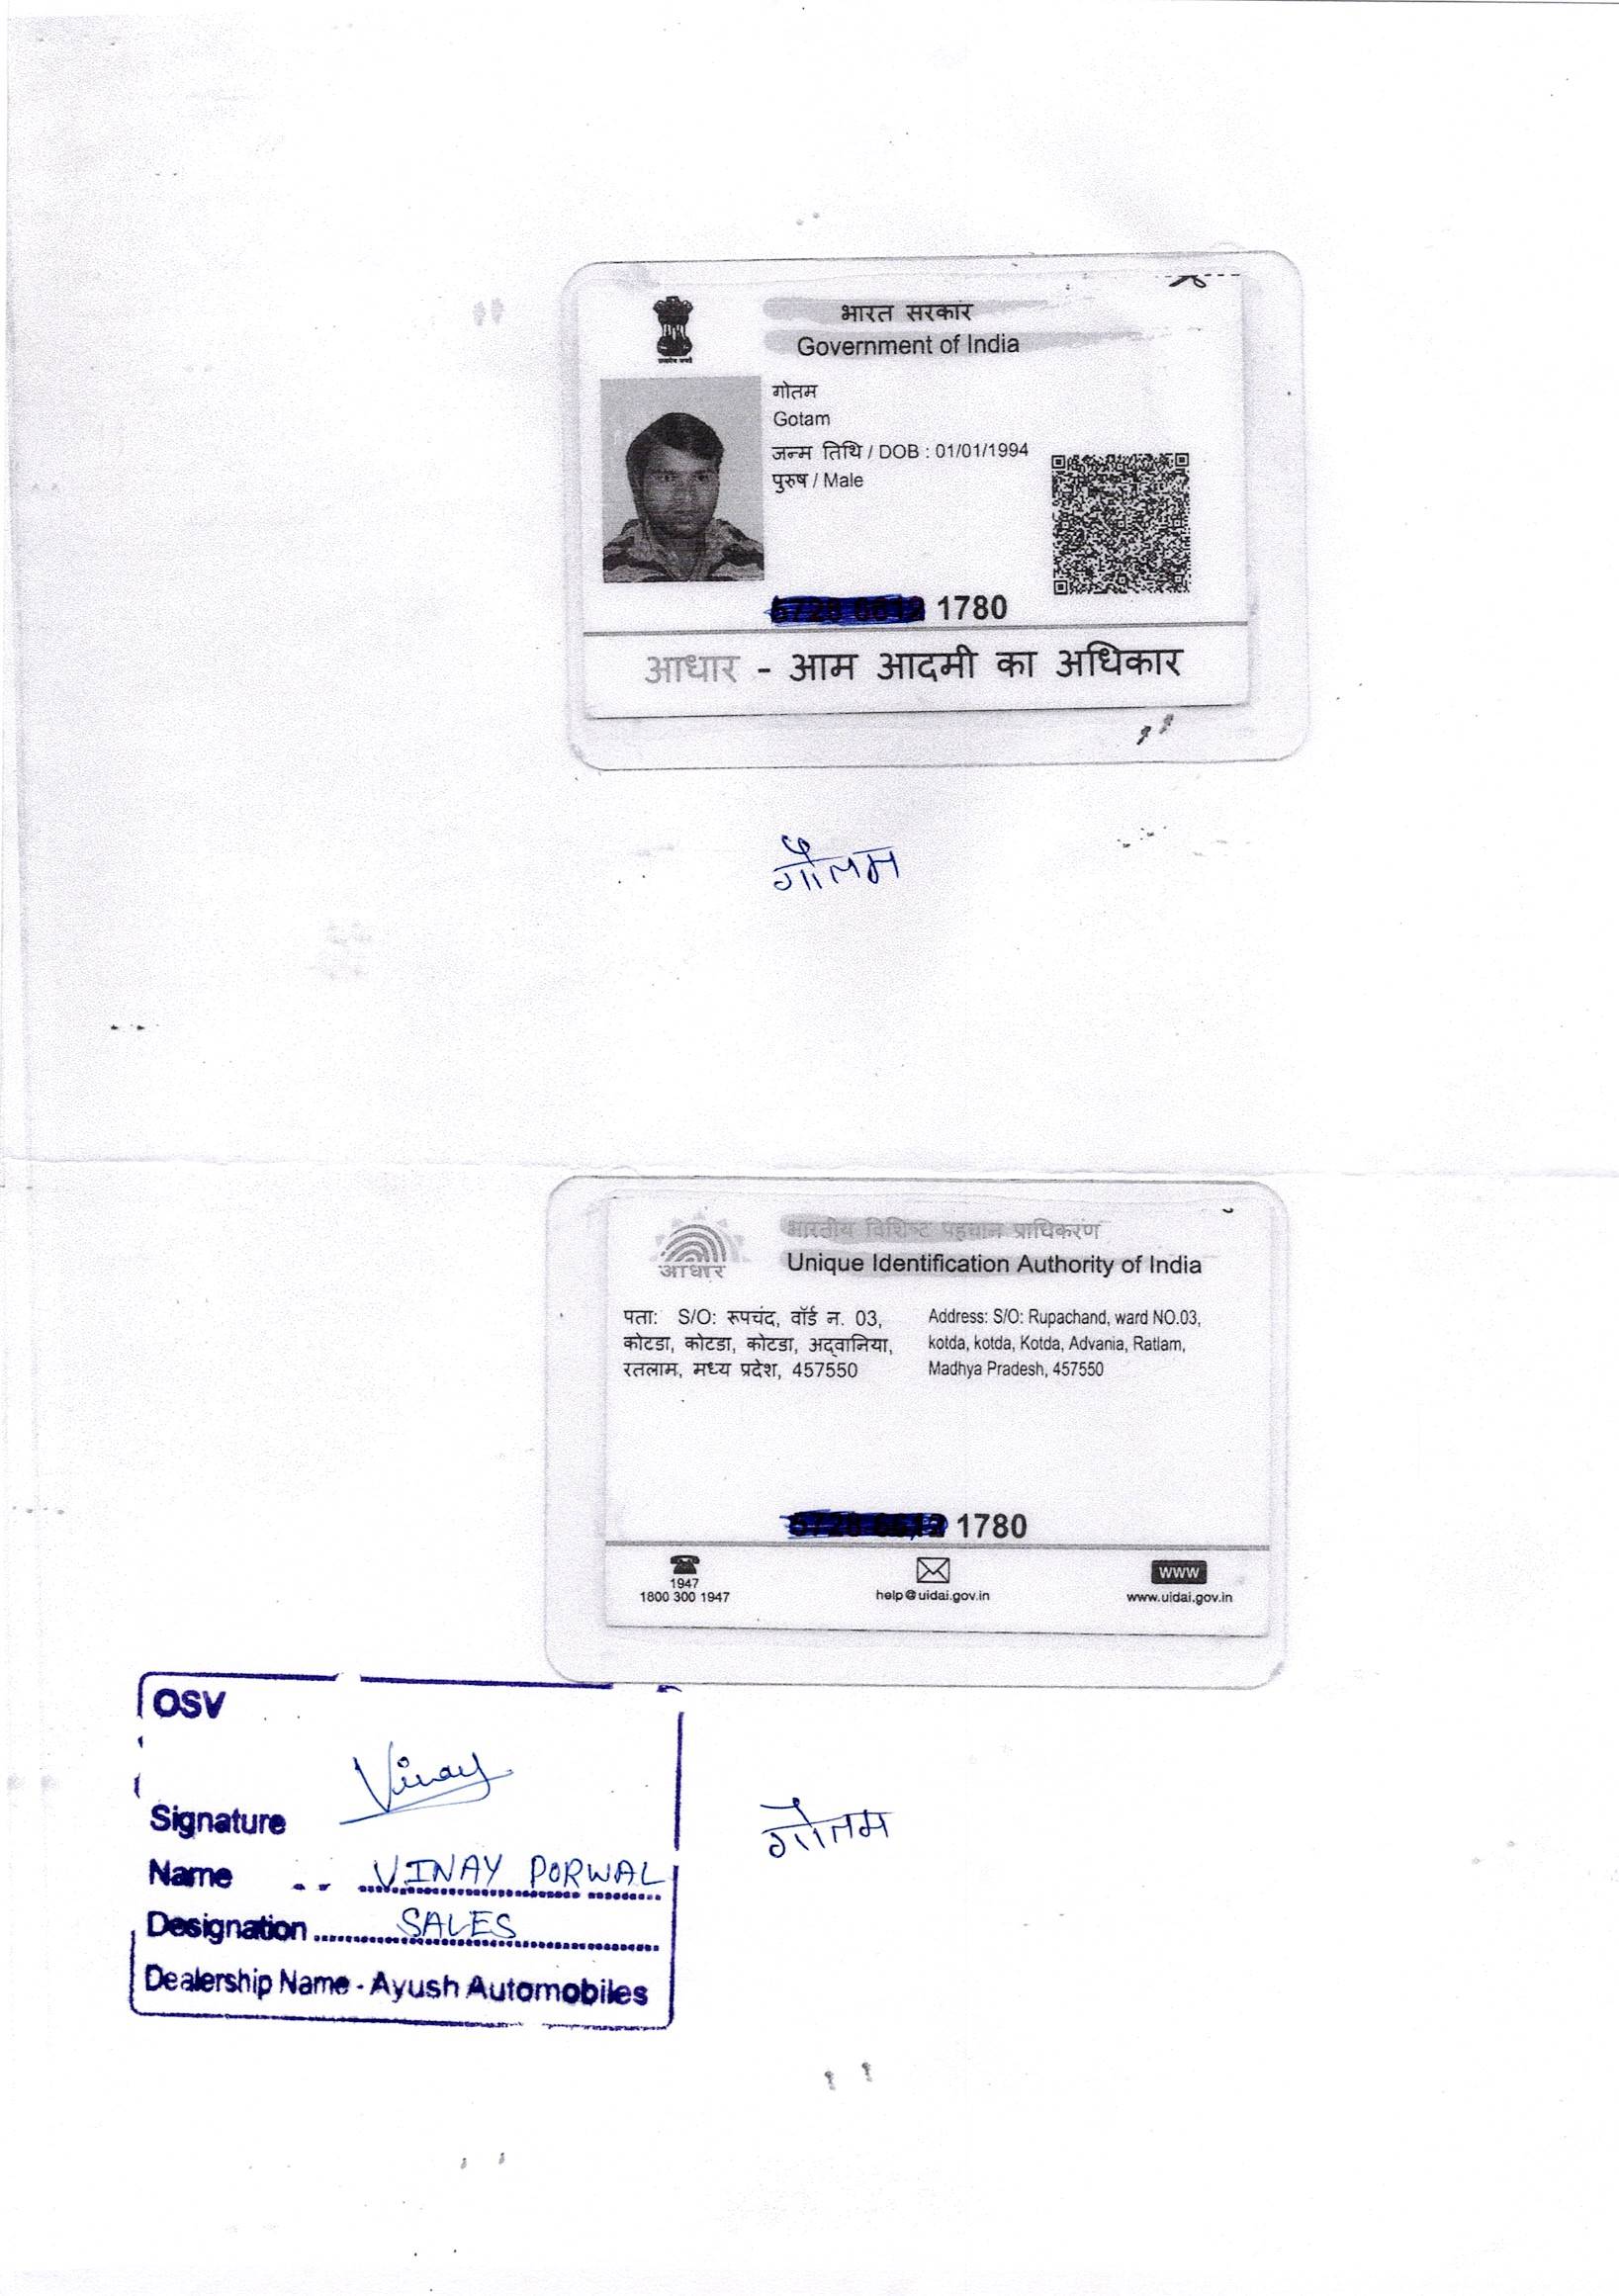 भारत सरकार
Government of India
गोतम
Gotam
जन्म तिथि / DOB : 01/01/1994
पुरुष / Male
1780
आधार - आम आदमी का अधिकार
गौतम
भारतीय विशिष्ट पहचान प्राधिकरण
Unique Identification Authority of India
आधार
पता: S/O: रूपचंद, वॉर्ड न. 03,
कोटडा, कोटडा, कोटडा, अद्वानिया,
रतलाम, मध्य प्रदेश, 457550
Address: S/O: Rupachand, ward NO.03,
kotda, kotda, Kotda, Advania, Ratlam,
Madhya Pradesh, 457550
1780
1947
1800 300 1947
help@uidai.gov.in
www
www.uidai.gov.in
OSV
Vinay
Signature
Name VINAY PORWAL
Designation SALES
Dealership Name - Ayush Automobiles
गौतम